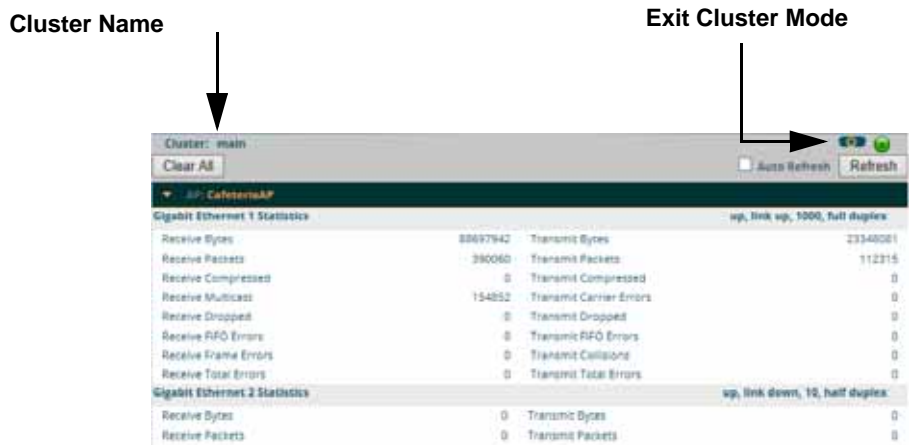 Cluster Name
Exit Cluster Mode
Cluster: main
Clear All
Auto Refresh
Refresh
AP: CafeteriaAP
Gigabit Ethernet 1 Statistics up, link up, 1000, full duplex
Receive Bytes 88697942 Transmit Bytes 23348081
Receive Packets 390060 Transmit Packets 112315
Receive Compressed 0 Transmit Compressed 0
Receive Multicast 154852 Transmit Carrier Errors 0
Receive Dropped 0 Transmit Dropped 0
Receive FIFO Errors 0 Transmit FIFO Errors 0
Receive Frame Errors 0 Transmit Collisions 0
Receive Total Errors 0 Transmit Total Errors 0
Gigabit Ethernet 2 Statistics up, link down, 10, half duplex
Receive Bytes 0 Transmit Bytes 0
Receive Packets 0 Transmit Packets 0